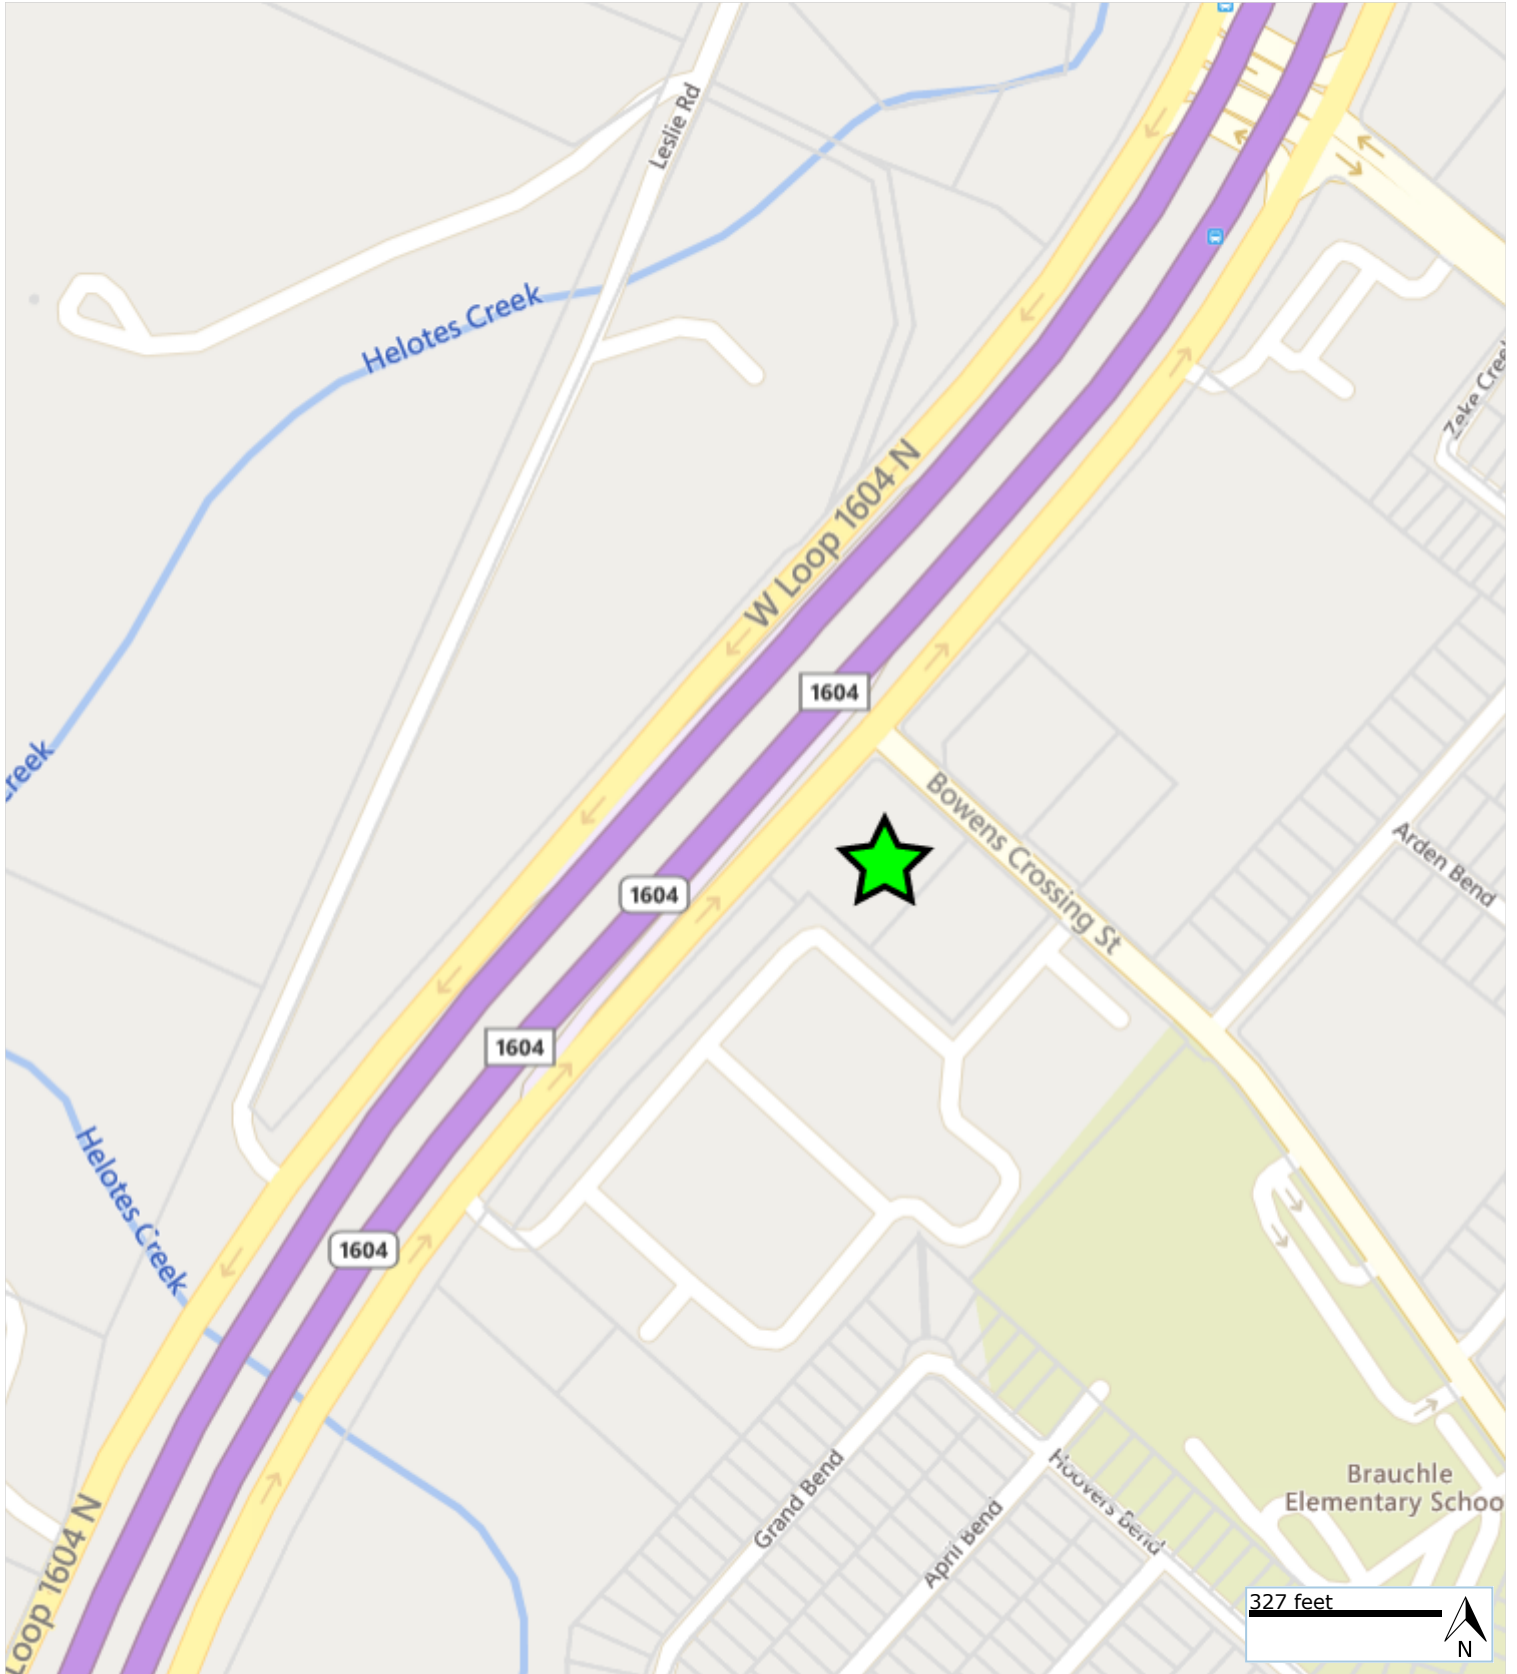 Leslie Rd
Helotes Creek
Zeke Cree
W Loop 1604 N
1604
Creek
Bowens Crossing St
Arden Bend
1604
1604
Helotes Creek
1604
Brauchle
Elementary Schoo
Grand Bend
Hoovers Bend
April Bend
Loop 1604 N
327 feet
N